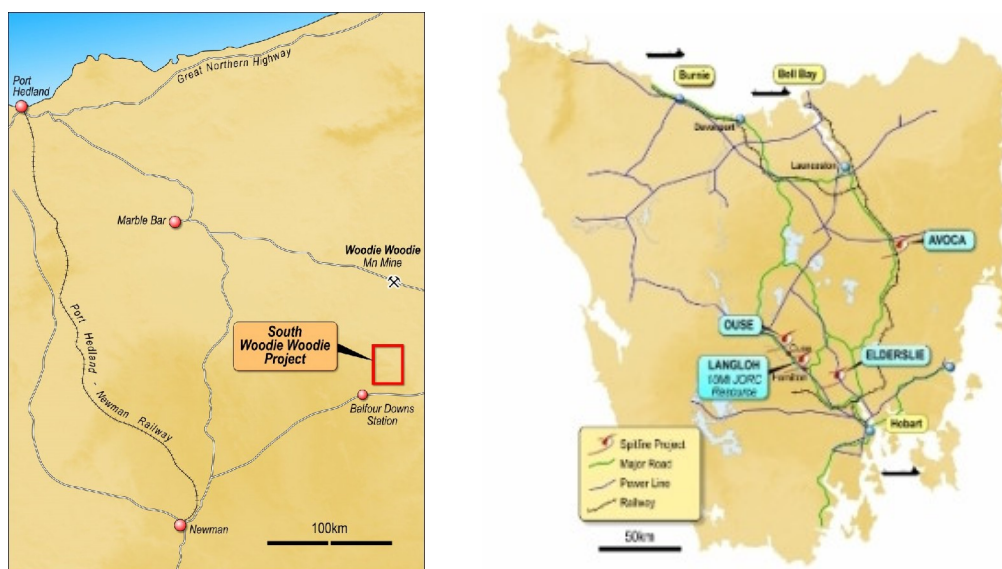 Port
Hedland
Great Northern Highway
Marble Bar
Woodie Woodie
Mn Mine
Port Hedland - Newman Railway
South
Woodie Woodie
Project
Balfour Downs
Station
Newman
100km
Burnie
Bell Bay
Devonport
Launceston
AVOCA
OUSE
Ouse
ELDERSLIE
LANGLOH
10Mt JORC
Resource
Hamilton
Hobart
Spitfire Project
Major Road
Power Line
Railway
50km